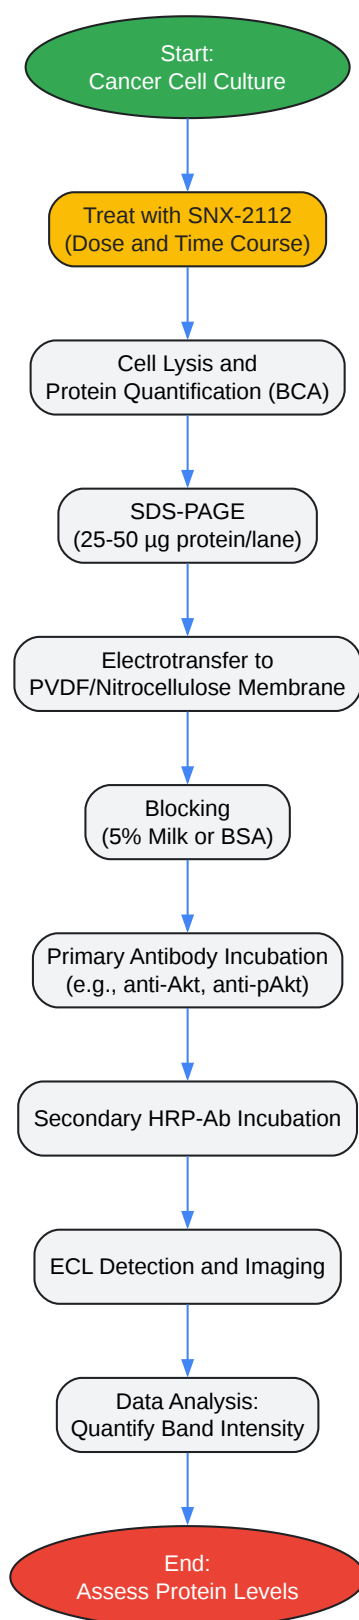 Start:
Cancer Cell Culture
Treat with SNX-2112
(Dose and Time Course)
Cell Lysis and
Protein Quantification (BCA)
SDS-PAGE
(25-50 µg protein/lane)
Electrotransfer to
PVDF/Nitrocellulose Membrane
Blocking
(5% Milk or BSA)
Primary Antibody Incubation
(e.g., anti-Akt, anti-pAkt)
Secondary HRP-Ab Incubation
ECL Detection and Imaging
Data Analysis:
Quantify Band Intensity
End:
Assess Protein Levels